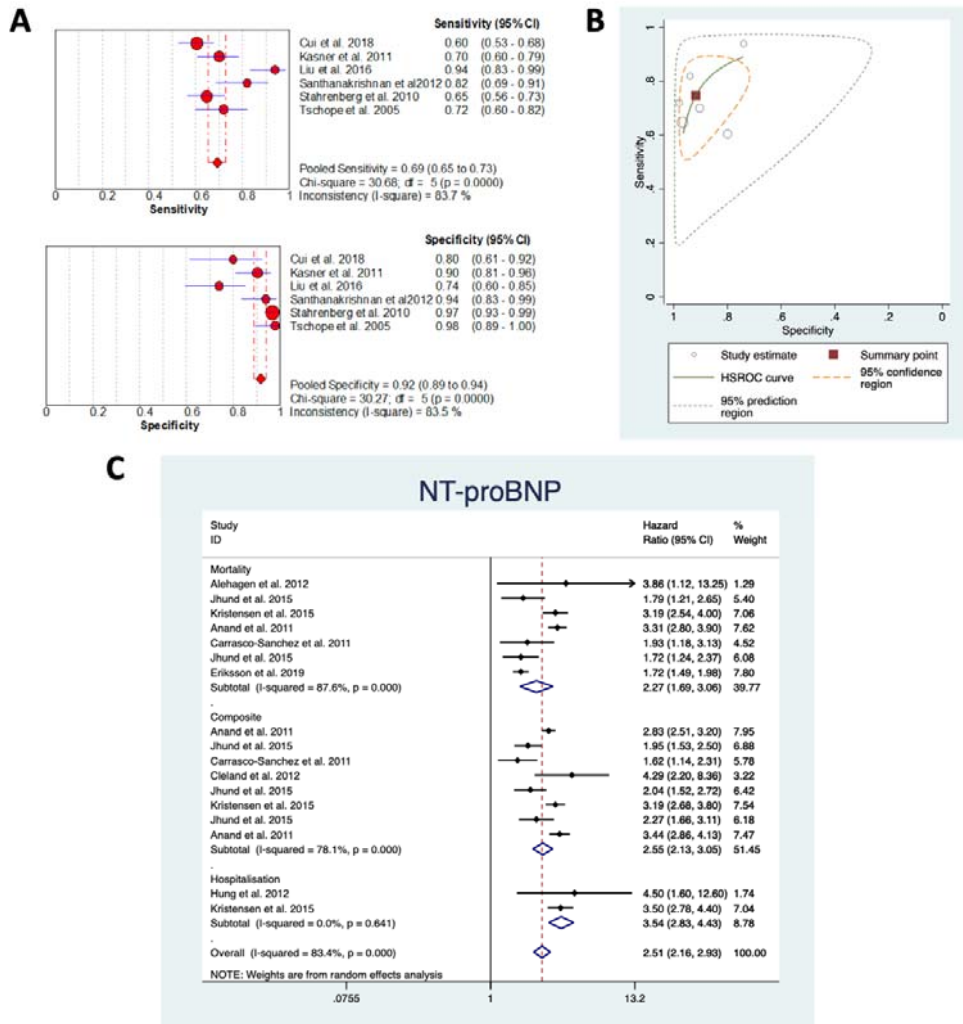 A
Sensitivity (95% CI)
Cui et al. 2018 0.60 (0.53 - 0.68)
Kasner et al. 2011 0.70 (0.60 - 0.79)
Liu et al. 2016 0.94 (0.83 - 0.99)
Santhanakrishnan et al2012 0.82 (0.69 - 0.91)
Stahrenberg et al. 2010 0.65 (0.56 - 0.73)
Tschope et al. 2005 0.72 (0.60 - 0.82)
Pooled Sensitivity = 0.69 (0.65 to 0.73)
Chi-square = 30.68; df = 5 (p = 0.0000)
Inconsistency (I-square) = 83.7 %
0 0.2 0.4 0.6 0.8 1
Sensitivity
Specificity (95% CI)
Cui et al. 2018 0.80 (0.61 - 0.92)
Kasner et al. 2011 0.90 (0.81 - 0.96)
Liu et al. 2016 0.74 (0.60 - 0.85)
Santhanakrishnan et al2012 0.94 (0.83 - 0.99)
Stahrenberg et al. 2010 0.97 (0.93 - 0.99)
Tschope et al. 2005 0.98 (0.89 - 1.00)
Pooled Specificity = 0.92 (0.89 to 0.94)
Chi-square = 30.27; df = 5 (p = 0.0000)
Inconsistency (I-square) = 83.5 %
0 0.2 0.4 0.6 0.8 1
Specificity
B
1
.8
.6
.4
.2
0
Sensitivity
1 .8 .6 .4 .2 0
Specificity
Study estimate Summary point
HSROC curve 95% confidence
region
95% prediction
region
C
NT-proBNP
Study Hazard %
ID Ratio (95% CI) Weight
Mortality
Alehagen et al. 2012 3.86 (1.12, 13.25) 1.29
Jhund et al. 2015 1.79 (1.21, 2.65) 5.40
Kristensen et al. 2015 3.19 (2.54, 4.00) 7.06
Anand et al. 2011 3.31 (2.80, 3.90) 7.62
Carrasco-Sanchez et al. 2011 1.93 (1.18, 3.13) 4.52
Jhund et al. 2015 1.72 (1.24, 2.37) 6.08
Eriksson et al. 2019 1.72 (1.49, 1.98) 7.80
Subtotal (I-squared = 87.6%, p = 0.000) 2.27 (1.69, 3.06) 39.77
.
Composite
Anand et al. 2011 2.83 (2.51, 3.20) 7.95
Jhund et al. 2015 1.95 (1.53, 2.50) 6.88
Carrasco-Sanchez et al. 2011 1.62 (1.14, 2.31) 5.78
Cleland et al. 2012 4.29 (2.20, 8.36) 3.22
Jhund et al. 2015 2.04 (1.52, 2.72) 6.42
Kristensen et al. 2015 3.19 (2.68, 3.80) 7.54
Jhund et al. 2015 2.27 (1.66, 3.11) 6.18
Anand et al. 2011 3.44 (2.86, 4.13) 7.47
Subtotal (I-squared = 78.1%, p = 0.000) 2.55 (2.13, 3.05) 51.45
.
Hospitalisation
Hung et al. 2012 4.50 (1.60, 12.60) 1.74
Kristensen et al. 2015 3.50 (2.78, 4.40) 7.04
Subtotal (I-squared = 0.0%, p = 0.641) 3.54 (2.83, 4.43) 8.78
.
Overall (I-squared = 83.4%, p = 0.000) 2.51 (2.16, 2.93) 100.00
NOTE: Weights are from random effects analysis
.0755 1 13.2